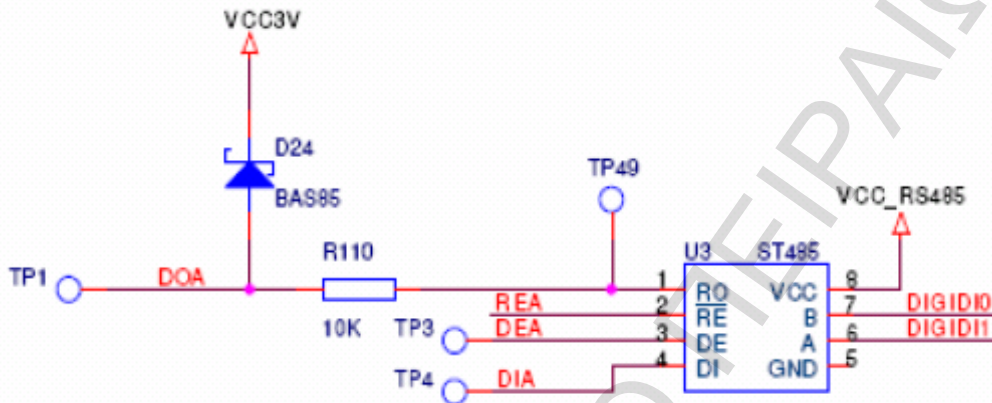 VCC3V
D24
BAS85
TP49
VCC_RS485
R110
U3 ST485
TP1 DOA
1 RO VCC 8
REA 2 RE B 7 DIGIDI0
10K TP3 DEA 3 DE A 6 DIGIDI1
4 DI GND 5
TP4 DIA